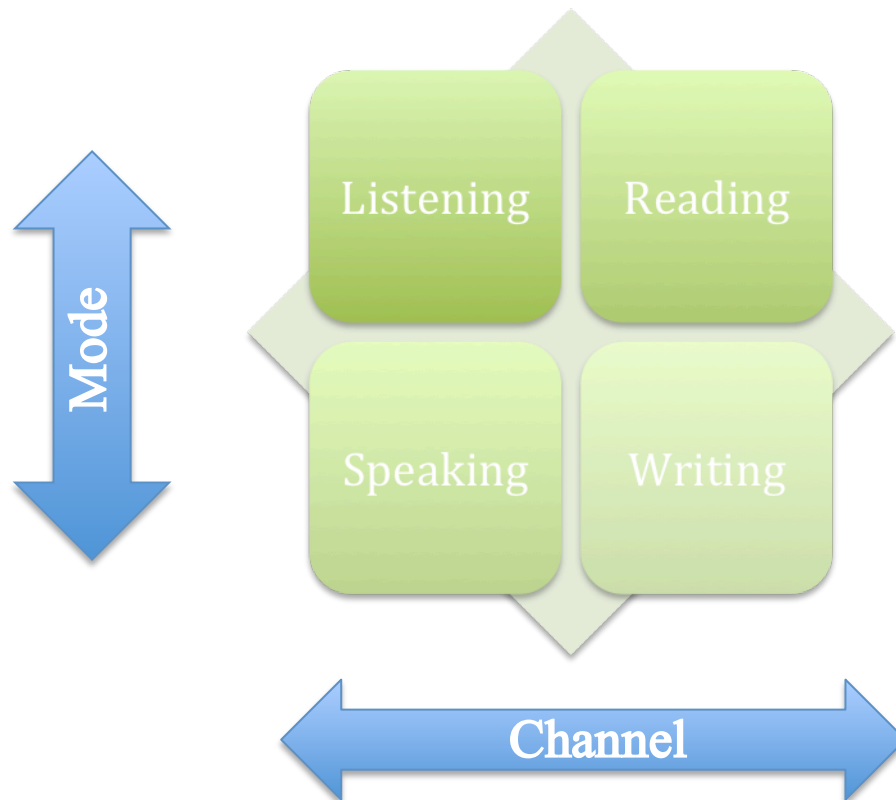 Listening
Reading
Mode
Speaking
Writing
Channel